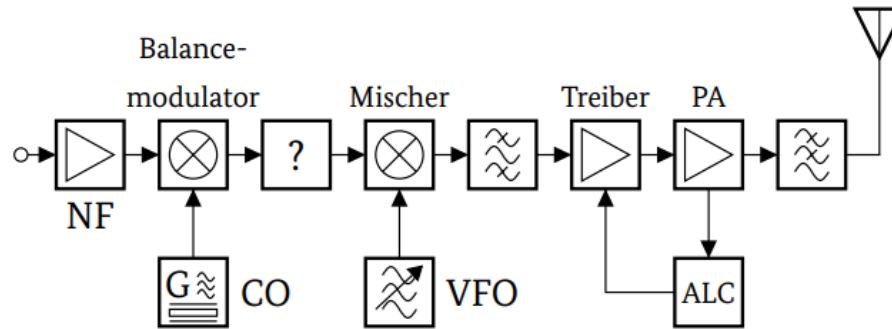 Balance-
modulator
Mischer
Treiber
PA
?
NF
G
CO
VFO
ALC